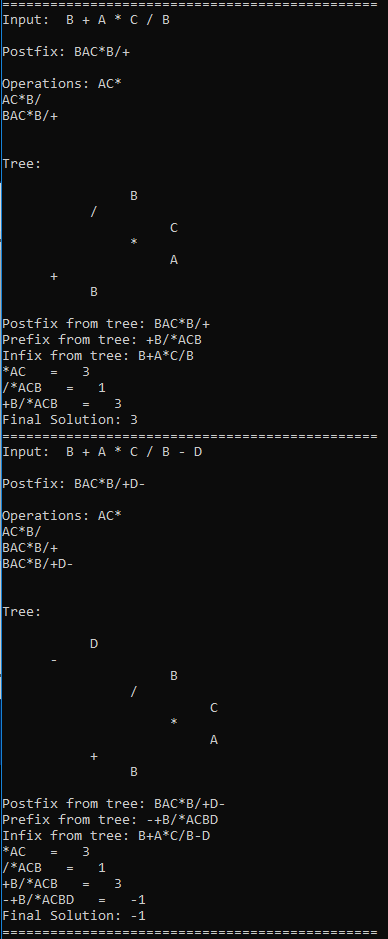 ===============================================
Input:  B + A * C / B
Postfix: BAC*B/+
Operations: AC*
AC*B/
BAC*B/+
Tree:
B
/
C
*
A
+
B
Postfix from tree: BAC*B/+
Prefix from tree: +B/*ACB
Infix from tree: B+A*C/B
*AC   =   3
/*ACB   =   1
+B/*ACB   =   3
Final Solution: 3
===============================================
Input:  B + A * C / B - D
Postfix: BAC*B/+D-
Operations: AC*
AC*B/
BAC*B/+
BAC*B/+D-
Tree:
D
-
B
/
C
*
A
+
B
Postfix from tree: BAC*B/+D-
Prefix from tree: -+B/*ACBD
Infix from tree: B+A*C/B-D
*AC   =   3
/*ACB   =   1
+B/*ACB   =   3
-+B/*ACBD   =   -1
Final Solution: -1
===============================================